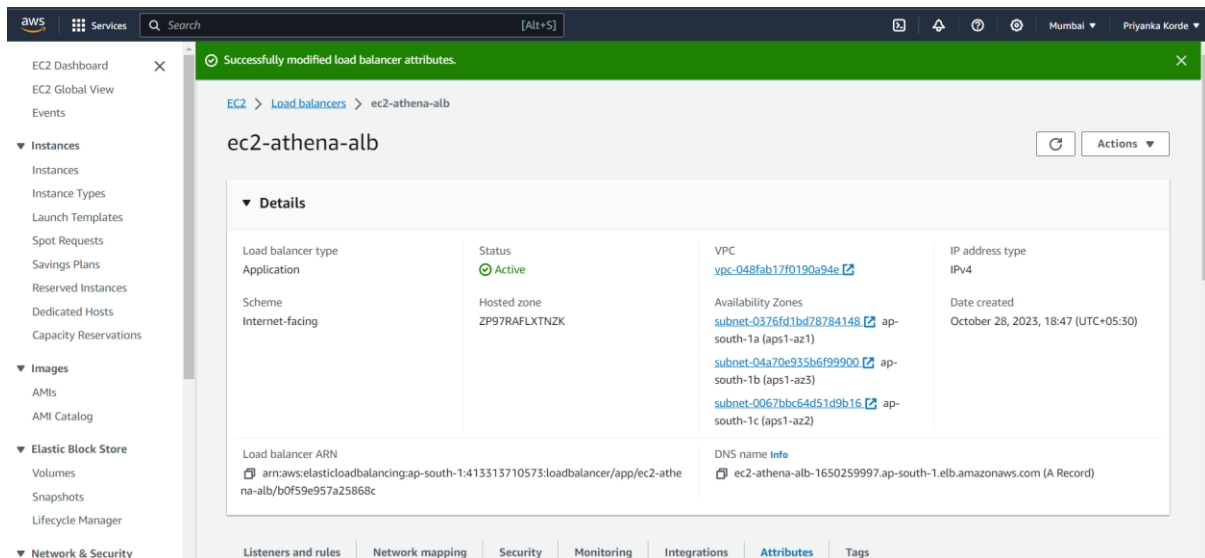 aws
Services
Search
[Alt+S]
Mumbai ▼
Priyanka Korde ▼
EC2 Dashboard
EC2 Global View
Events
Instances
Instances
Instance Types
Launch Templates
Spot Requests
Savings Plans
Reserved Instances
Dedicated Hosts
Capacity Reservations
Images
AMIs
AMI Catalog
Elastic Block Store
Volumes
Snapshots
Lifecycle Manager
Network & Security
Successfully modified load balancer attributes.
EC2 > Load balancers > ec2-athena-alb
ec2-athena-alb
Actions ▼
Details
Load balancer type
Application
Status
Active
VPC
vpc-048fab17f0190a94e
IP address type
IPv4
Scheme
Internet-facing
Hosted zone
ZP97RAFLXTNZK
Availability Zones
subnet-0376fd1bd78784148 ap-
south-1a (aps1-az1)
subnet-04a70e935b6f99900 ap-
south-1b (aps1-az3)
subnet-0067bbc64d51d9b16 ap-
south-1c (aps1-az2)
Date created
October 28, 2023, 18:47 (UTC+05:30)
Load balancer ARN
arn:aws:elasticloadbalancing:ap-south-1:413313710573:loadbalancer/app/ec2-athe
na-alb/b0f59e957a25868c
DNS name Info
ec2-athena-alb-1650259997.ap-south-1.elb.amazonaws.com (A Record)
Listeners and rules
Network mapping
Security
Monitoring
Integrations
Attributes
Tags